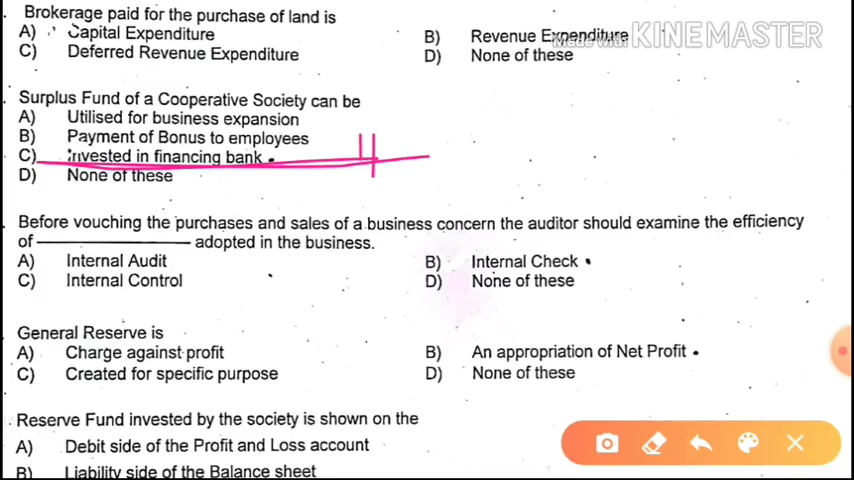 . Brokerage paid for the purchase of land is
A) Capital Expenditure B) Revenue Expenditure
Made with KINEMASTER
C) Deferred Revenue Expenditure D) None of these
. Surplus Fund of a Cooperative Society can be
A) Utilised for business expansion
B) Payment of Bonus to employees
C) Invested in financing bank
D) None of these
. Before vouching the purchases and sales of a business concern the auditor should examine the efficiency
of ———————— adopted in the business.
A) Internal Audit B) Internal Check
C) Internal Control D) None of these
General Reserve is
A) Charge against profit B) An appropriation of Net Profit
C) Created for specific purpose D) None of these
. Reserve Fund invested by the society is shown on the
A) Debit side of the Profit and Loss account
B) Liability side of the Balance sheet